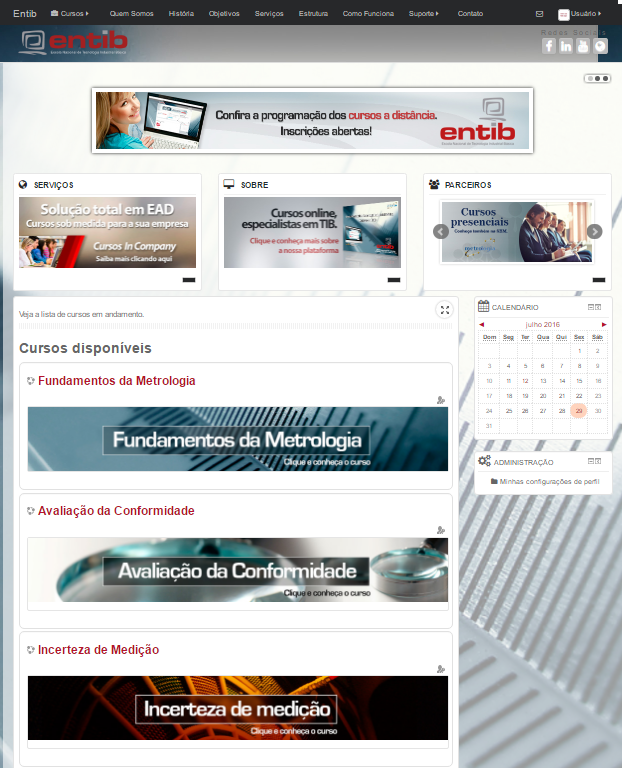 Entib Cursos Quem Somos História Objetivos Serviços Estrutura Como Funciona Suporte Contato Usuário
entib
Redes Sociais
Confira a programação dos cursos a distância.
Inscrições abertas!
entib
SERVIÇOS
Solução total em EAD
Cursos sob medida para a sua empresa
Cursos In Company
Saiba mais clicando aqui
SOBRE
Cursos online,
especialistas em TIB.
Clique e conheça mais sobre
a nossa plataforma
PARCEIROS
Cursos
presenciais
Veja a lista de cursos em andamento.
Cursos disponíveis
Fundamentos da Metrologia
Fundamentos da Metrologia
Clique e conheça o curso
Avaliação da Conformidade
Avaliação da Conformidade
Clique e conheça o curso
Incerteza de Medição
Incerteza de medição
Clique e conheça o curso
CALENDÁRIO
julho 2016
Dom Seg Ter Qua Qui Sex Sáb
1 2
3 4 5 6 7 8 9
10 11 12 13 14 15 16
17 18 19 20 21 22 23
24 25 26 27 28 29 30
31
ADMINISTRAÇÃO
Minhas configurações de perfil